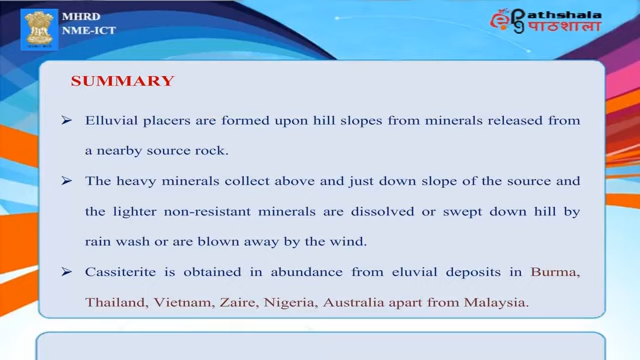 MHRD
NME-ICT
Pathshala
पाठशाला
SUMMARY
➢ Elluvial placers are formed upon hill slopes from minerals released from
a nearby source rock.
➢ The heavy minerals collect above and just down slope of the source and
the lighter non-resistant minerals are dissolved or swept down hill by
rain wash or are blown away by the wind.
➢ Cassiterite is obtained in abundance from eluvial deposits in Burma,
Thailand, Vietnam, Zaire, Nigeria, Australia apart from Malaysia.